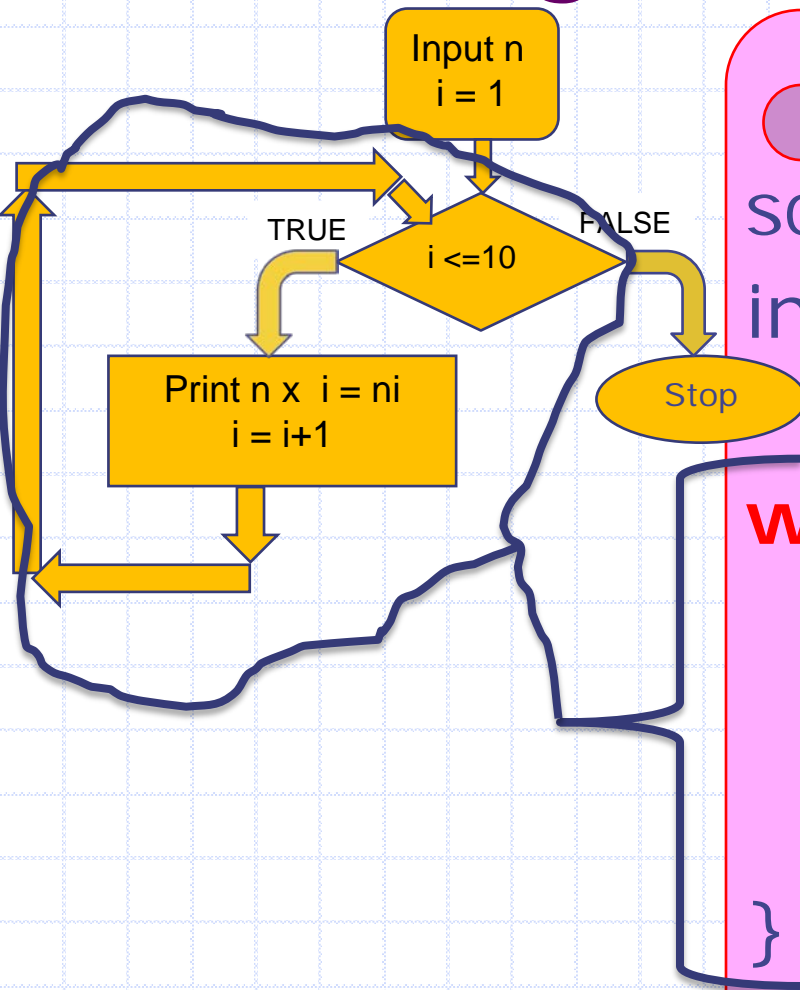 Input n
i = 1
TRUE
FALSE
i <=10
Print n x i = ni
i = i+1
Stop
}